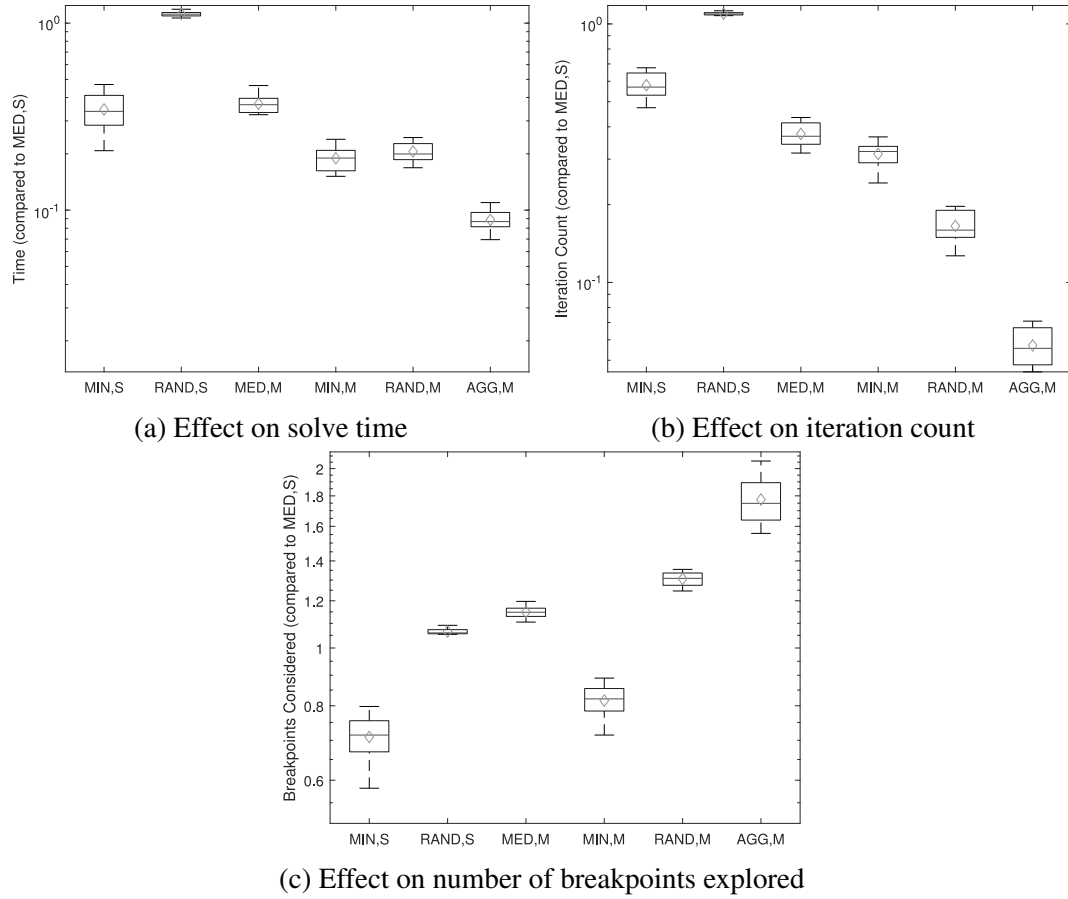 10^0
10^-1
Time (compared to MED,S)
MIN,S RAND,S MED,M MIN,M RAND,M AGG,M
(a) Effect on solve time
10^0
10^-1
Iteration Count (compared to MED,S)
MIN,S RAND,S MED,M MIN,M RAND,M AGG,M
(b) Effect on iteration count
2
1.8
1.6
1.4
1.2
1
0.8
0.6
Breakpoints Considered (compared to MED,S)
MIN,S RAND,S MED,M MIN,M RAND,M AGG,M
(c) Effect on number of breakpoints explored